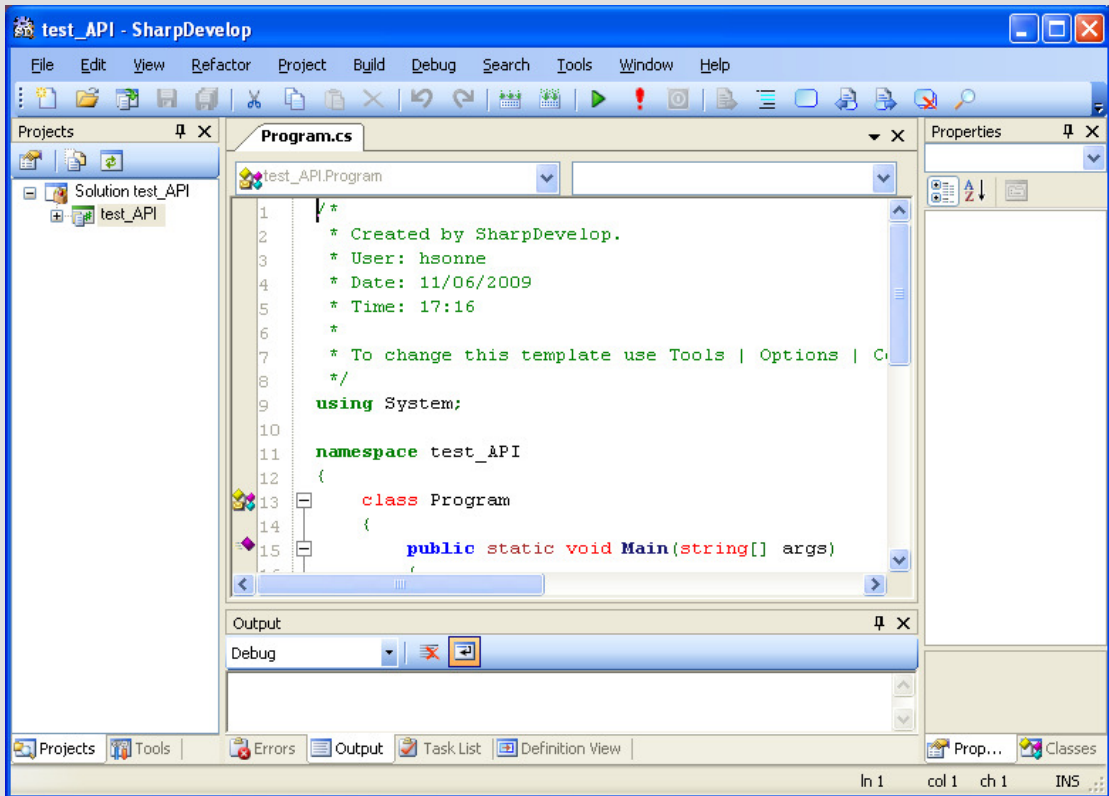 test_API - SharpDevelop
File Edit View Refactor Project Build Debug Search Tools Window Help
Projects
Solution test_API
test_API
Program.cs
test_API.Program
1 /*
2 * Created by SharpDevelop.
3 * User: hsonne
4 * Date: 11/06/2009
5 * Time: 17:16
6 *
7 * To change this template use Tools | Options |
8 */
9 using System;
10
11 namespace test_API
12 {
13 class Program
14 {
15 public static void Main(string[] args)
Properties
Output
Debug
Projects Tools
Errors Output Task List Definition View
Prop... Classes
ln 1 col 1 ch 1 INS